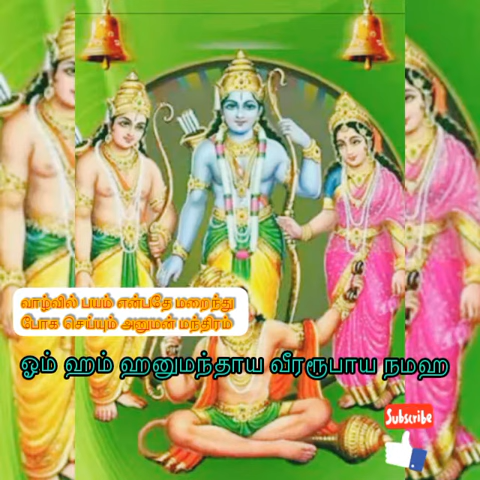 வாழ்வில் பயம் என்பதே மறைந்து
போக செய்யும் அனுமன் மந்திரம்
ஓம் ஹம் ஹனுமந்தாய வீரரூபாய நமஹ
Subscribe